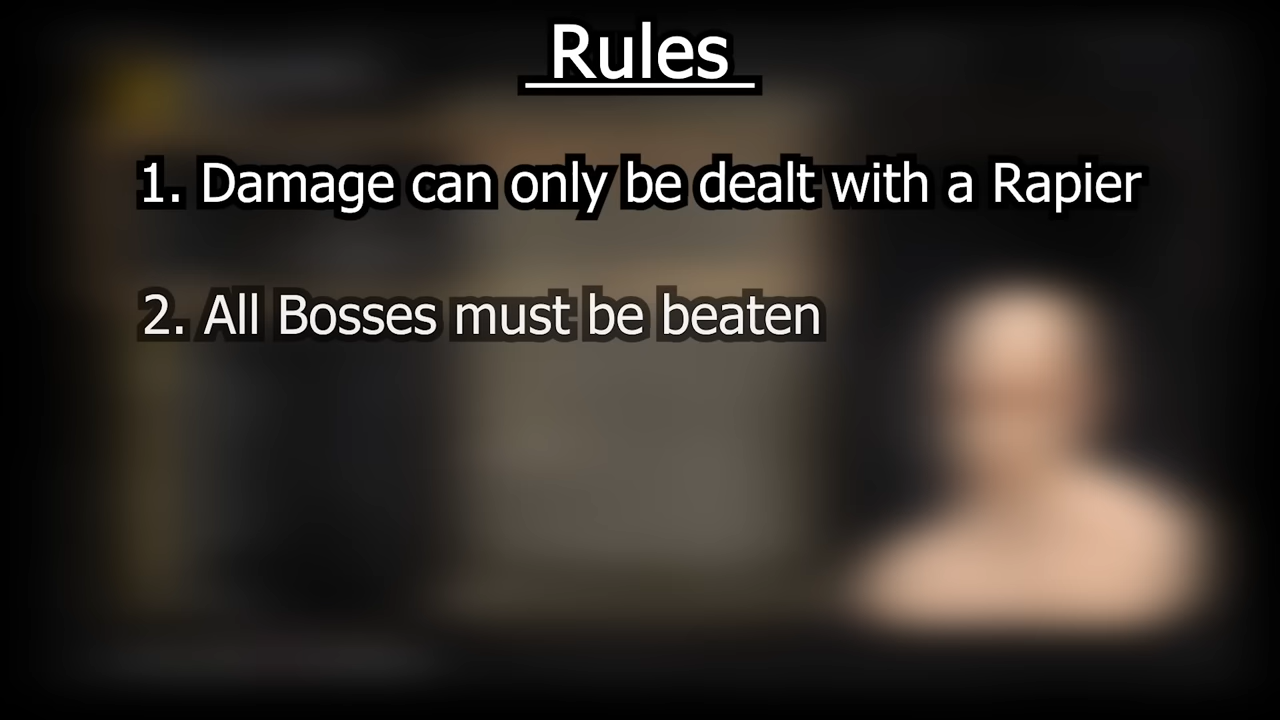 Rules
1. Damage can only be dealt with a Rapier
2. All Bosses must be beaten